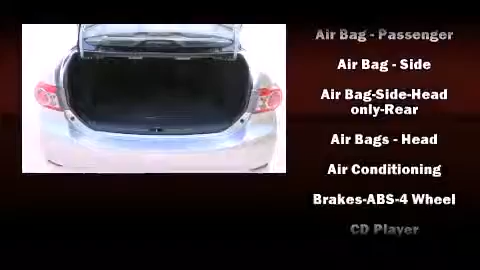 Air Bag - Passenger
Air Bag - Side
Air Bag-Side-Head
only-Rear
Air Bags - Head
Air Conditioning
Brakes-ABS-4 Wheel
CD Player